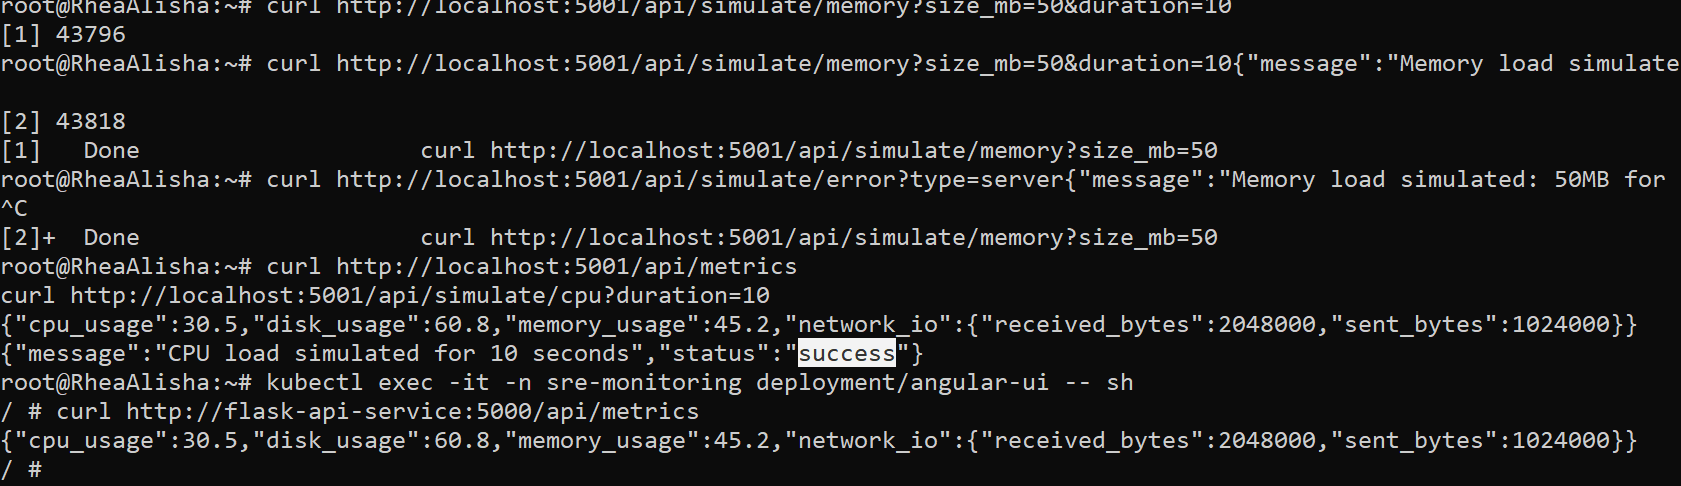 root@RheaAlisha:~# curl http://localhost:5001/api/simulate/memory?size_mb=50&duration=10
[1] 43796
root@RheaAlisha:~# curl http://localhost:5001/api/simulate/memory?size_mb=50&duration=10{"message":"Memory load simulate
[2] 43818
[1]   Done                    curl http://localhost:5001/api/simulate/memory?size_mb=50
root@RheaAlisha:~# curl http://localhost:5001/api/simulate/error?type=server{"message":"Memory load simulated: 50MB for
^C
[2]+  Done                    curl http://localhost:5001/api/simulate/memory?size_mb=50
root@RheaAlisha:~# curl http://localhost:5001/api/metrics
curl http://localhost:5001/api/simulate/cpu?duration=10
{"cpu_usage":30.5,"disk_usage":60.8,"memory_usage":45.2,"network_io":{"received_bytes":2048000,"sent_bytes":1024000}}
{"message":"CPU load simulated for 10 seconds","status":"success"}
root@RheaAlisha:~# kubectl exec -it -n sre-monitoring deployment/angular-ui -- sh
/ # curl http://flask-api-service:5000/api/metrics
{"cpu_usage":30.5,"disk_usage":60.8,"memory_usage":45.2,"network_io":{"received_bytes":2048000,"sent_bytes":1024000}}
/ #